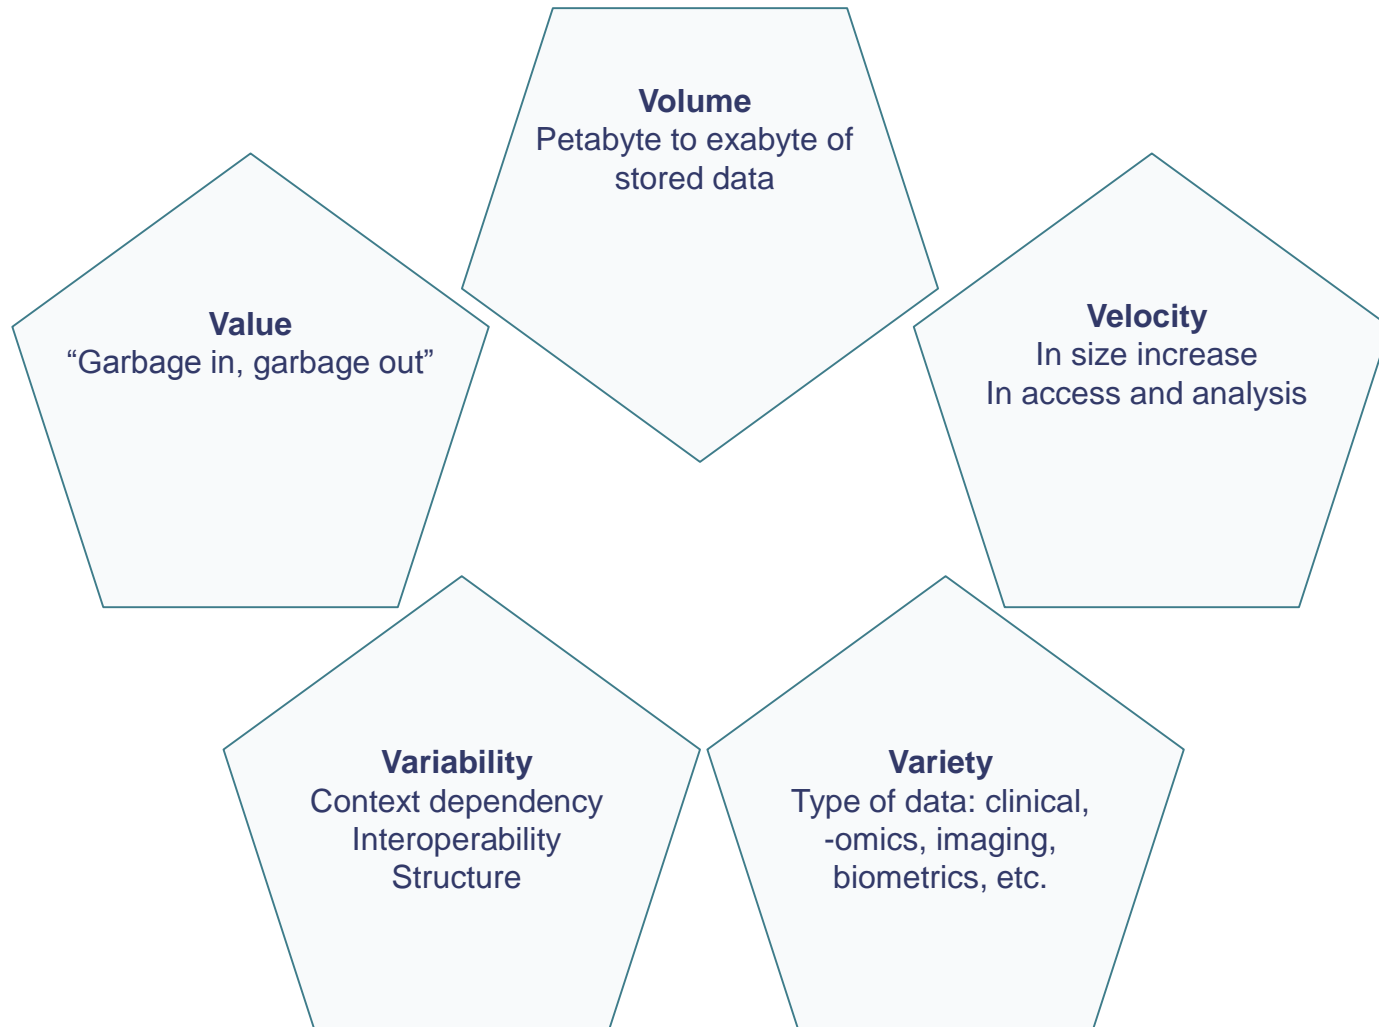 Volume
Petabyte to exabyte of
stored data
Value
“Garbage in, garbage out”
Velocity
In size increase
In access and analysis
Variability
Context dependency
Interoperability
Structure
Variety
Type of data: clinical,
-omics, imaging,
biometrics, etc.